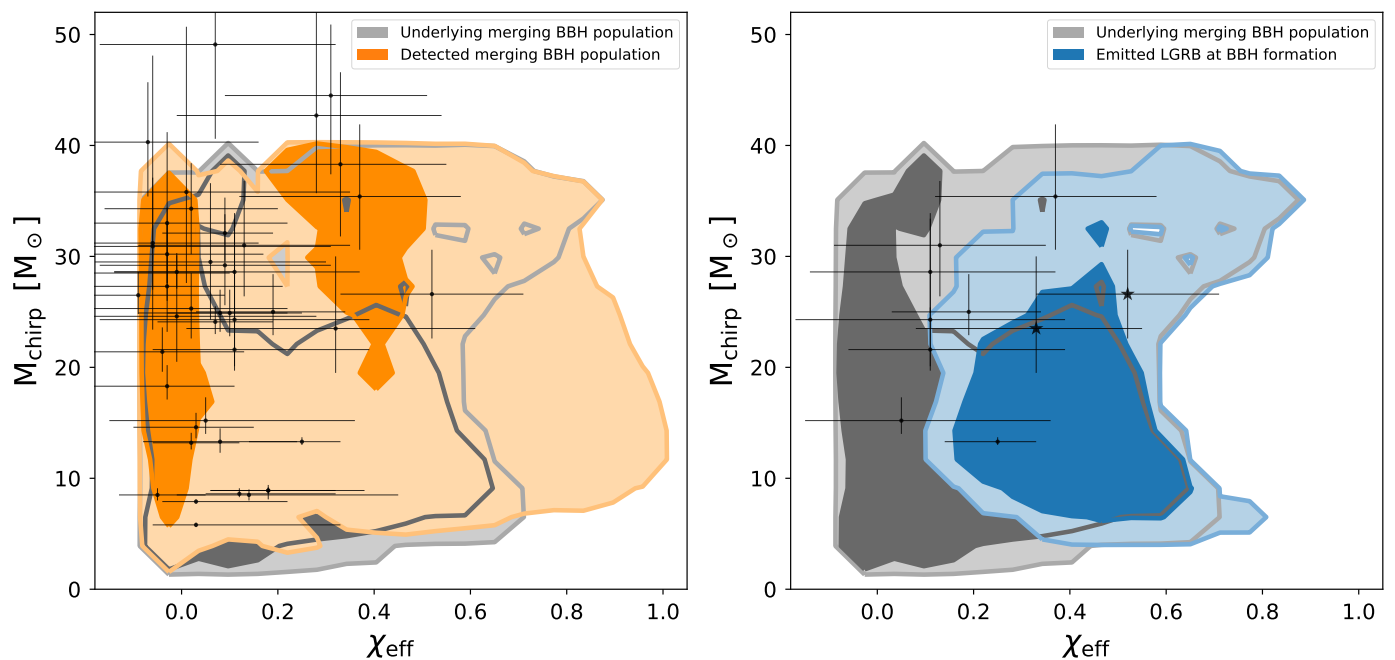 Underlying merging BBH population
Detected merging BBH population
50
40
30
20
10
0
M_chirp [M_⊙]
0.0 0.2 0.4 0.6 0.8 1.0
χ_eff
Underlying merging BBH population
Emitted LGRB at BBH formation
50
40
30
20
10
0
M_chirp [M_⊙]
0.0 0.2 0.4 0.6 0.8 1.0
χ_eff